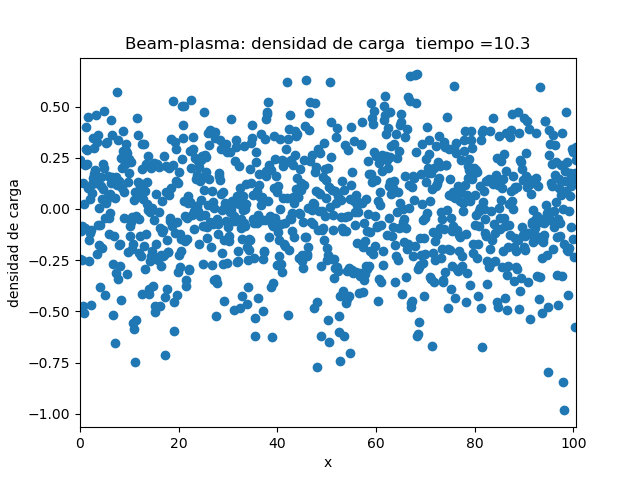 Beam-plasma: densidad de carga  tiempo =10.3
densidad de carga
0.50
0.25
0.00
−0.25
−0.50
−0.75
−1.00
0 20 40 60 80 100
x